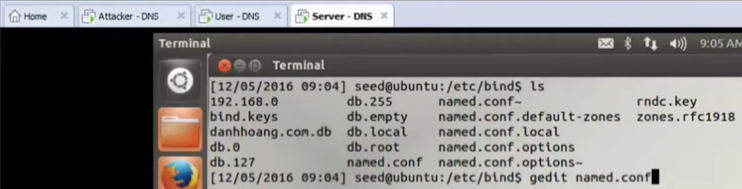 Home Attacker - DNS User - DNS Server - DNS
Terminal 9:05 AM
Terminal
[12/05/2016 09:04] seed@ubuntu:/etc/bind$ ls
192.168.0 db.255 named.conf~ rndc.key
bind.keys db.empty named.conf.default-zones zones.rfc1918
danhhoang.com.db db.local named.conf.local
db.0 db.root named.conf.options
db.127 named.conf named.conf.options~
[12/05/2016 09:04] seed@ubuntu:/etc/bind$ gedit named.conf